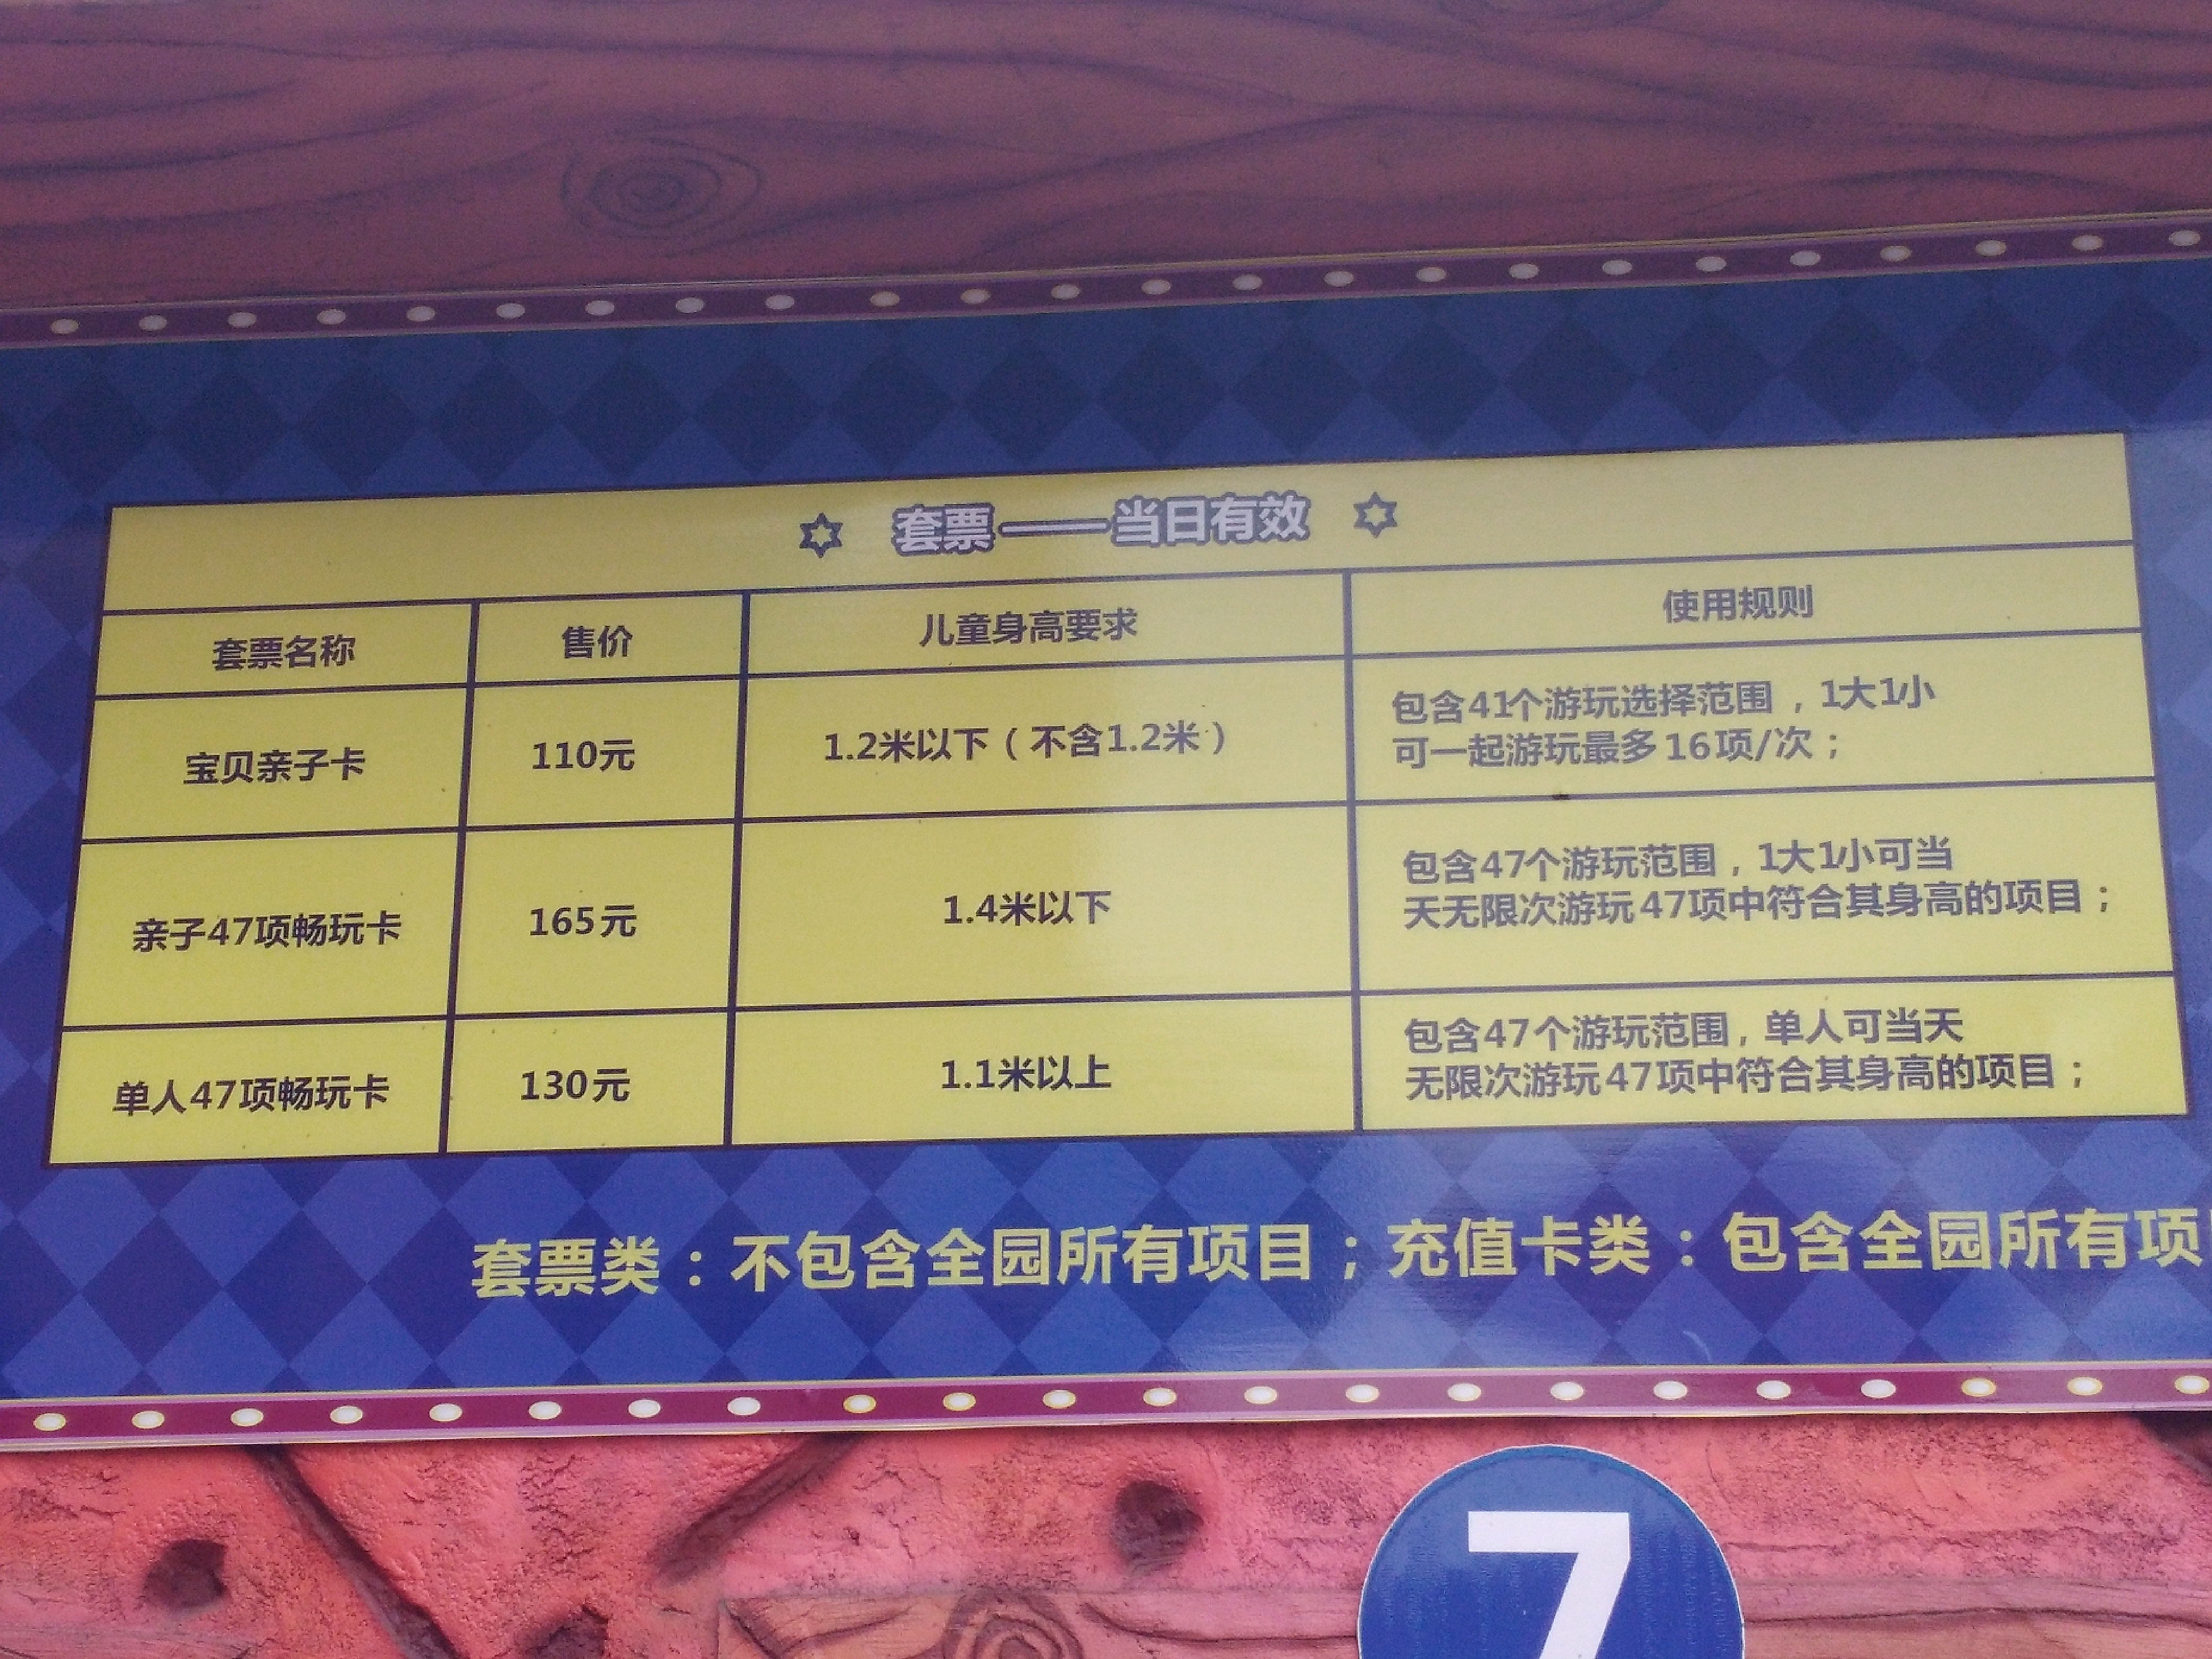 套票——当日有效
套票名称 售价 儿童身高要求 使用规则
宝贝亲子卡 110元 1.2米以下（不含1.2米） 包含41个游玩选择范围，1大1小
可一起游玩最多16项/次；
亲子47项畅玩卡 165元 1.4米以下 包含47个游玩范围，1大1小可当
天无限次游玩47项中符合其身高的项目；
单人47项畅玩卡 130元 1.1米以上 包含47个游玩范围，单人可当天
无限次游玩47项中符合其身高的项目；
套票类：不包含全园所有项目；充值卡类：包含全园所有项
7